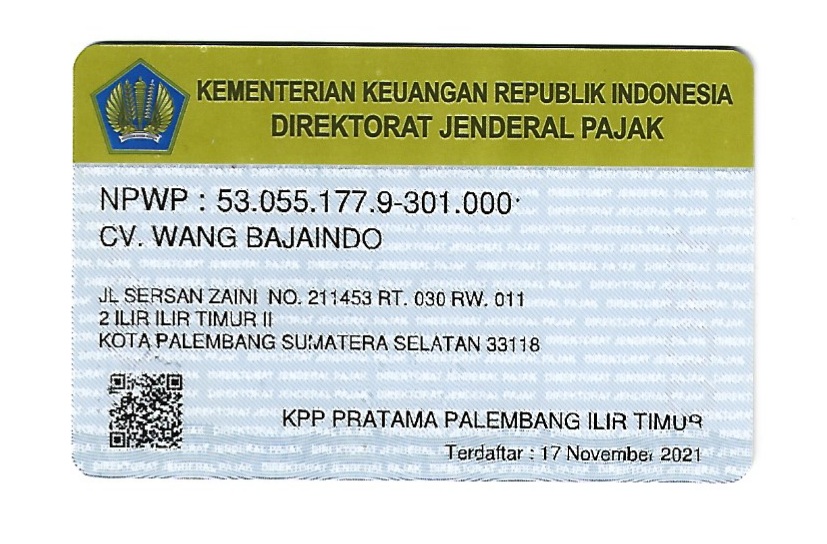 KEMENTERIAN KEUANGAN REPUBLIK INDONESIA
DIREKTORAT JENDERAL PAJAK
NPWP : 53.055.177.9-301.000
CV. WANG BAJAINDO
JL SERSAN ZAINI NO. 211453 RT. 030 RW. 011
2 ILIR ILIR TIMUR II
KOTA PALEMBANG SUMATERA SELATAN 33118
KPP PRATAMA PALEMBANG ILIR TIMUR
Terdaftar : 17 November 2021